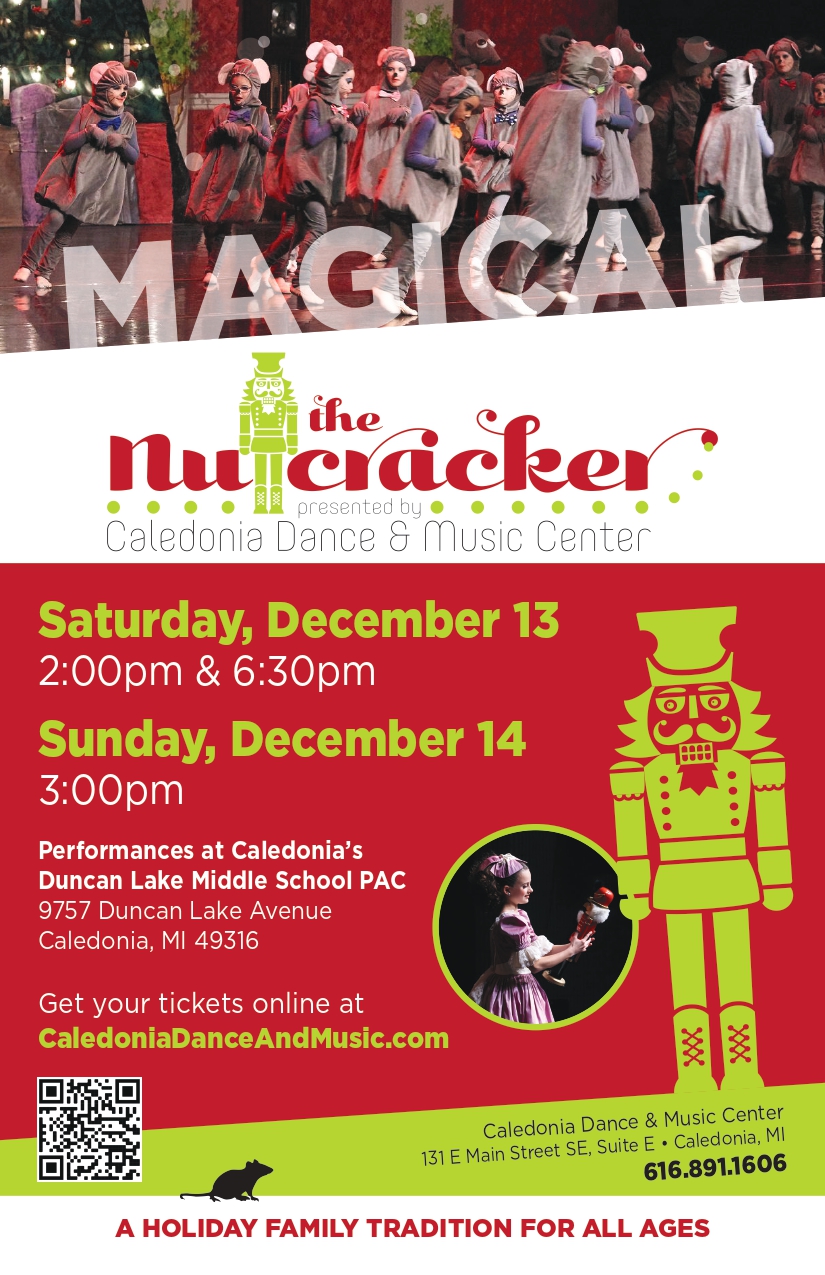 MAGICAL
the
nutcracker
presented by
Caledonia Dance & Music Center
Saturday, December 13
2:00pm & 6:30pm
Sunday, December 14
3:00pm
Performances at Caledonia’s
Duncan Lake Middle School PAC
9757 Duncan Lake Avenue
Caledonia, MI 49316
Get your tickets online at
CaledoniaDanceAndMusic.com
Caledonia Dance & Music Center
131 E Main Street SE, Suite E • Caledonia, MI
616.891.1606
A HOLIDAY FAMILY TRADITION FOR ALL AGES